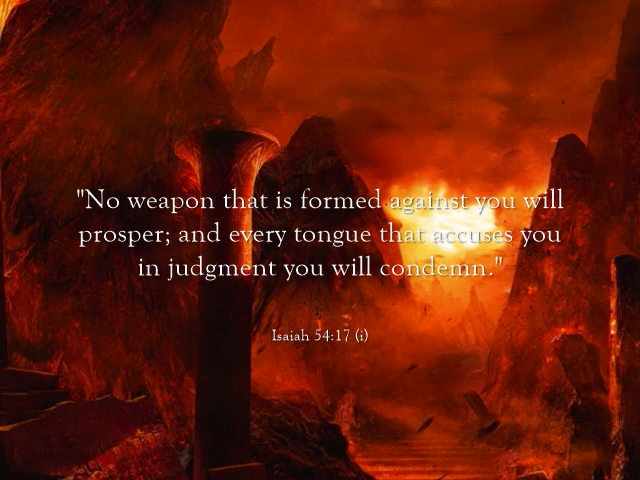 "No weapon that is formed against you will
prosper; and every tongue that accuses you
in judgment you will condemn."
Isaiah 54:17 (i)